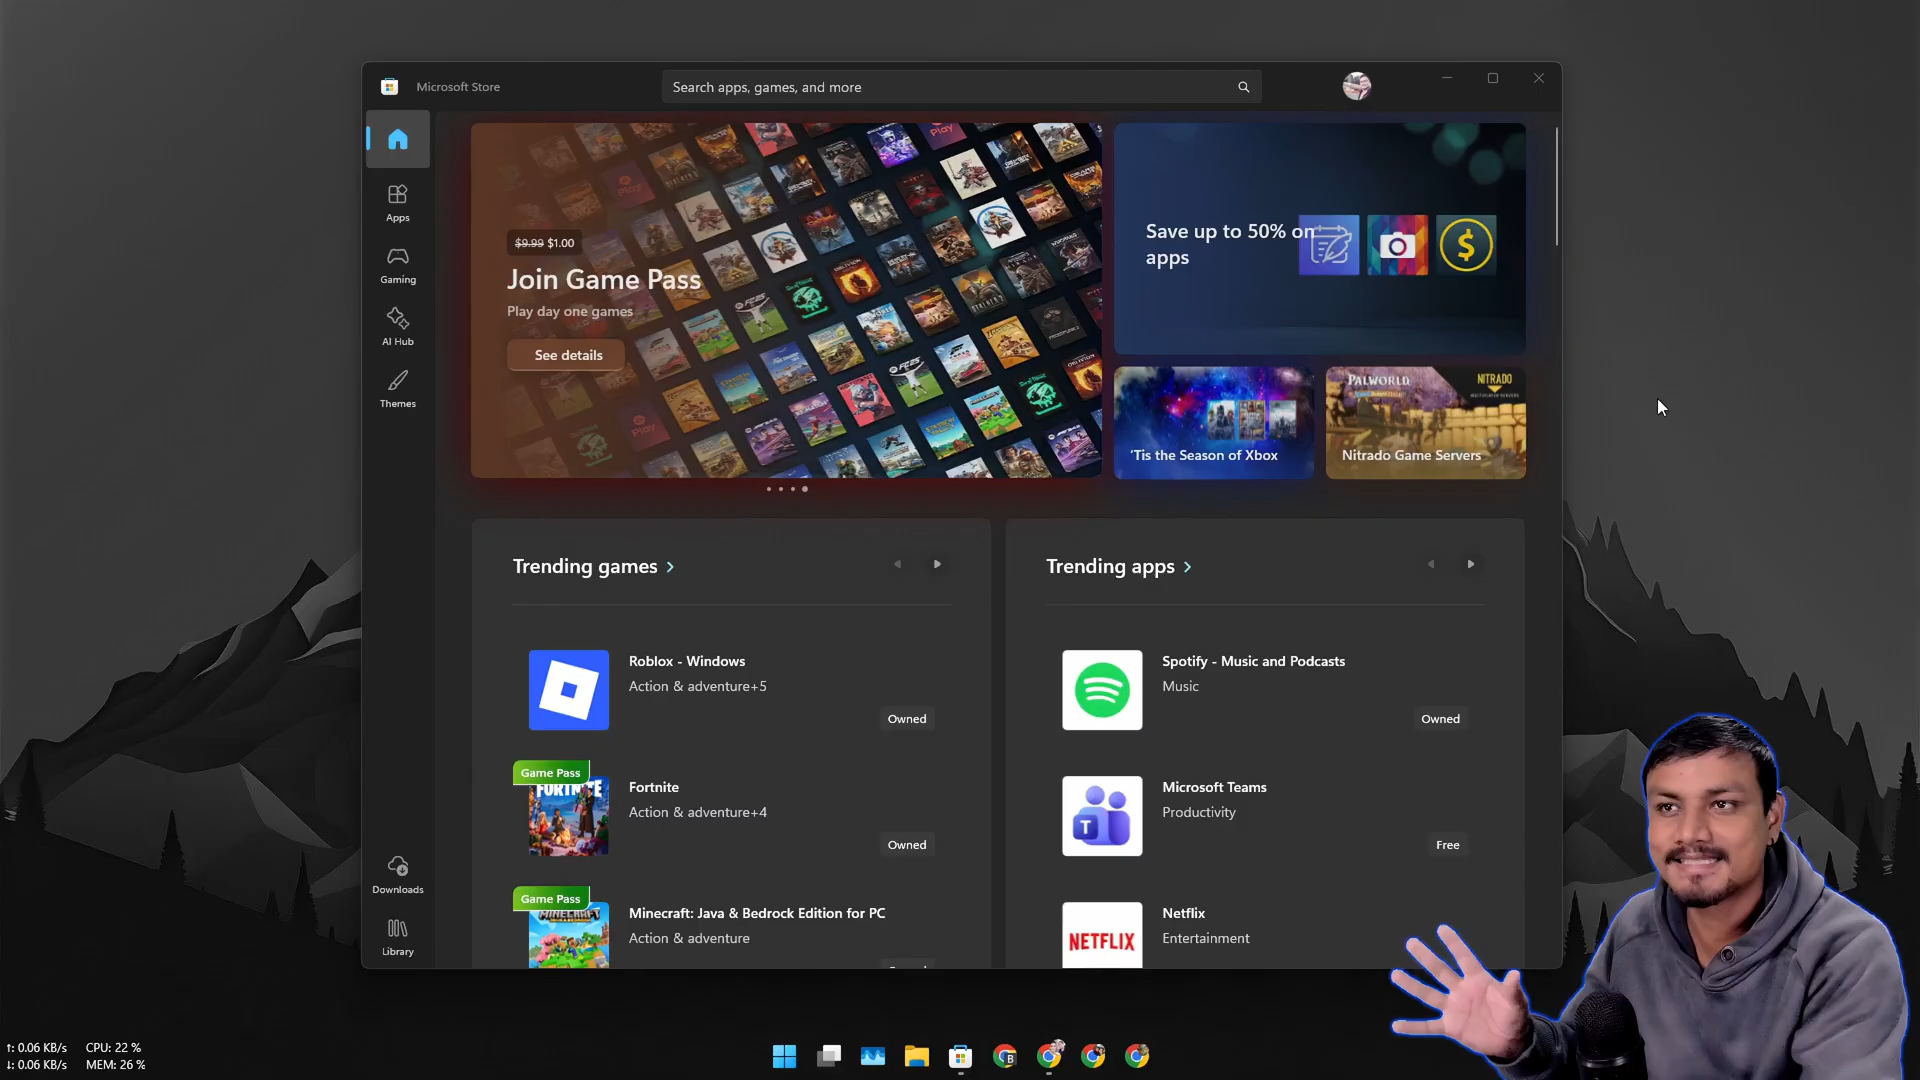 Microsoft Store
Search apps, games, and more
Apps
Gaming
AI Hub
Themes
Downloads
Library
$9.99 $1.00
Join Game Pass
Play day one games
See details
Save up to 50% on
apps
'Tis the Season of Xbox
PALWORLD
NITRADO
Nitrado Game Servers
Trending games
Roblox - Windows
Action & adventure+5
Owned
Game Pass
FORTNITE
Fortnite
Action & adventure+4
Owned
Game Pass
MINECRAFT
Minecraft: Java & Bedrock Edition for PC
Action & adventure
Trending apps
Spotify - Music and Podcasts
Music
Owned
T
Microsoft Teams
Productivity
Free
NETFLIX
Netflix
Entertainment
↑: 0.06 KB/s CPU: 22 %
↓: 0.06 KB/s MEM: 26 %
B